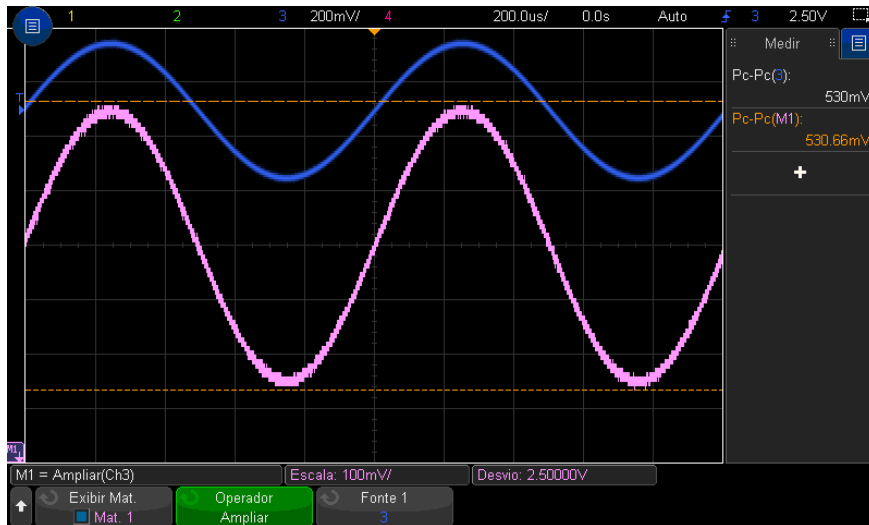 1 2 3 200mV/ 4 200.0us/ 0.0s Auto 3 2.50V
Medir
Pc-Pc(3):
530mV
Pc-Pc(M1):
530.66mV
+
T
M1
M1 = Ampliar(Ch3) Escala: 100mV/ Desvio: 2.50000V
Exibir Mat. Operador Fonte 1
Mat. 1 Ampliar 3